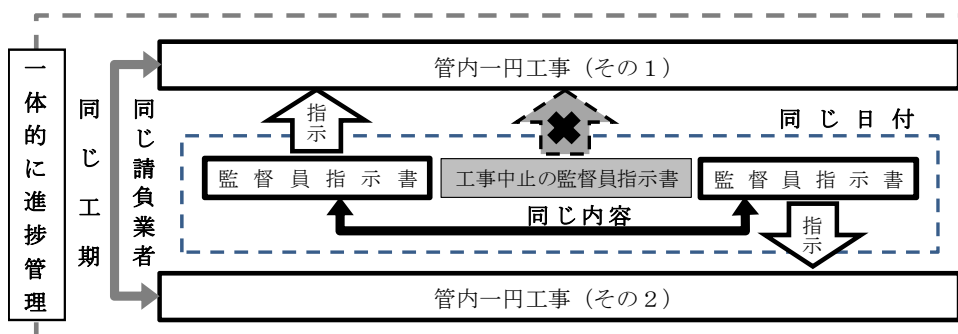 一体的に進捗管理
同じ工期
同じ請負業者
管内一円工事（その１）
指示
同じ日付
監督員指示書
工事中止の監督員指示書
監督員指示書
同じ内容
指示
管内一円工事（その２）